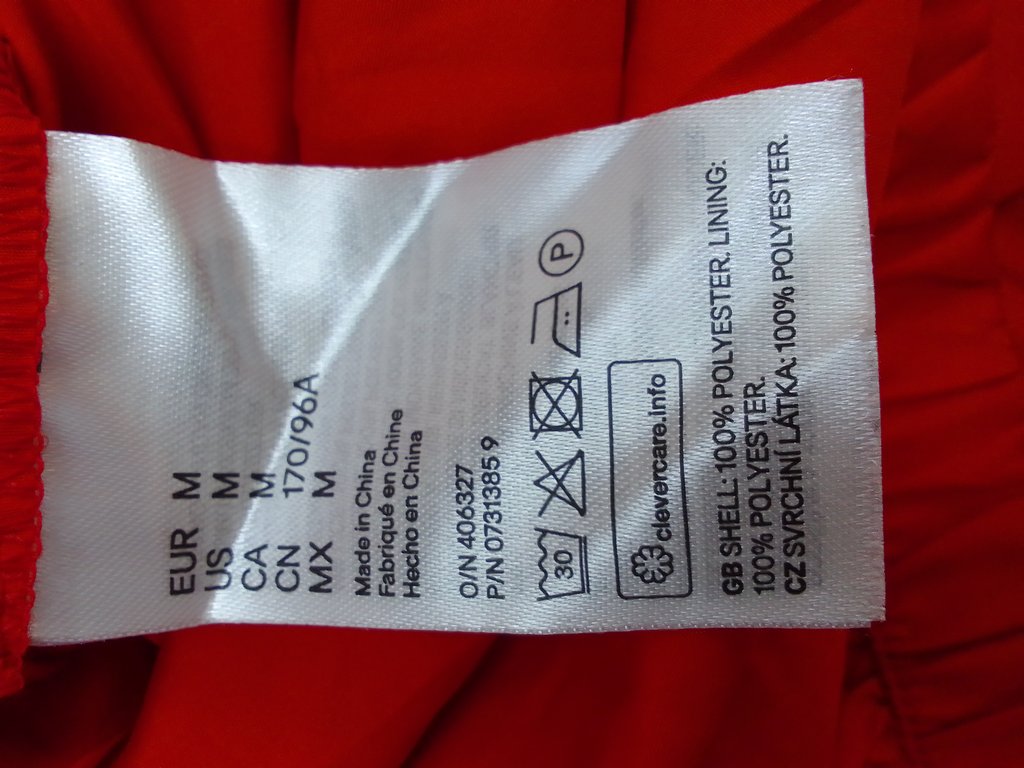 EUR M
US M
CA M
CN 170/96A
MX M
Made in China
Fabriqué en Chine
Hecho en China
O/N 406327
P/N 0731385 9
30
P
clevercare.info
GB SHELL: 100% POLYESTER. LINING:
100% POLYESTER.
CZ SVRCHNÍ LÁTKA: 100% POLYESTER.